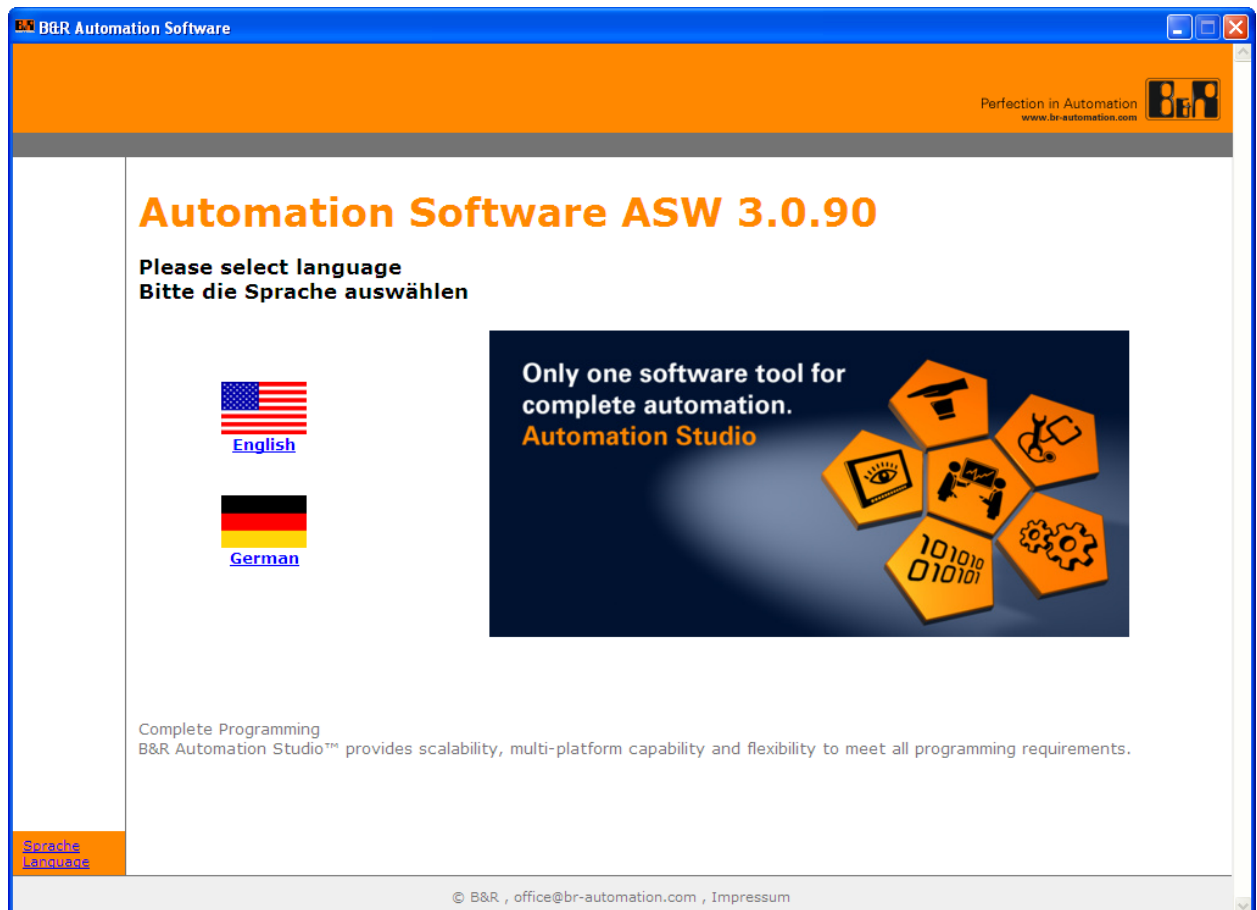 B&R Automation Software
Perfection in Automation
www.br-automation.com
B&R
Automation Software ASW 3.0.90
Please select language
Bitte die Sprache auswählen
English
German
Only one software tool for
complete automation.
Automation Studio
101010
010101
Complete Programming
B&R Automation Studio™ provides scalability, multi-platform capability and flexibility to meet all programming requirements.
Sprache
Language
© B&R , office@br-automation.com , Impressum